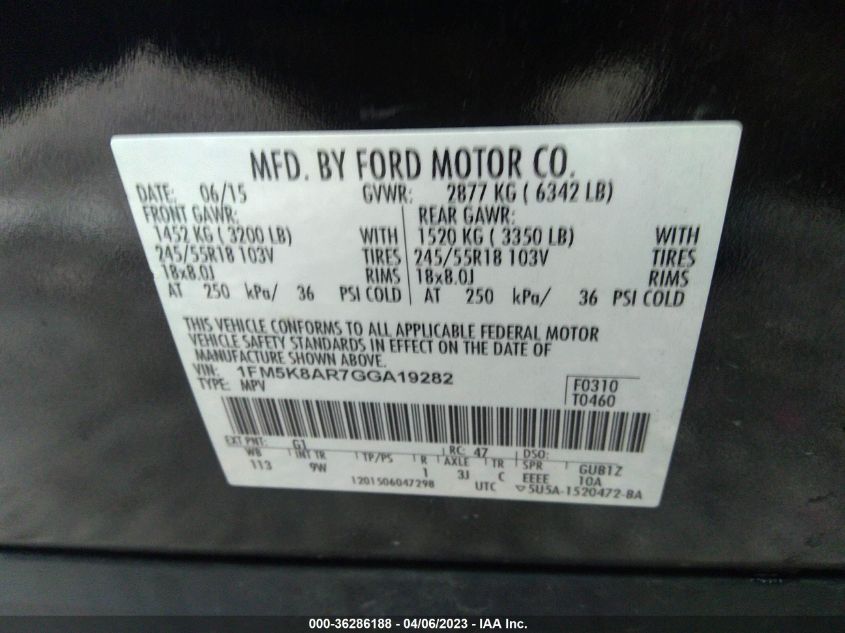 MFD. BY FORD MOTOR CO.
DATE: 06/15 GVWR: 2877 KG ( 6342 LB)
FRONT GAWR: REAR GAWR:
1452 KG ( 3200 LB) WITH 1520 KG ( 3350 LB) WITH
245/55R18 103V TIRES 245/55R18 103V TIRES
18x8.0J RIMS 18x8.0J RIMS
AT 250 kPa/ 36 PSI COLD AT 250 kPa/ 36 PSI COLD
THIS VEHICLE CONFORMS TO ALL APPLICABLE FEDERAL MOTOR
VEHICLE SAFETY STANDARDS IN EFFECT ON THE DATE OF
MANUFACTURE SHOWN ABOVE.
VIN: 1FM5K8AR7GGA19282 F0310
TYPE: MPV T0460
EXT PNT: G1 RC: 47 DSO:
WB INT TR TP/PS R AXLE TR SPR GUB1Z
113 9W 1 3J C EEEE 10A
1201506047298 UTC 5U5A-1520472-BA
000-36286188 - 04/06/2023 - IAA Inc.